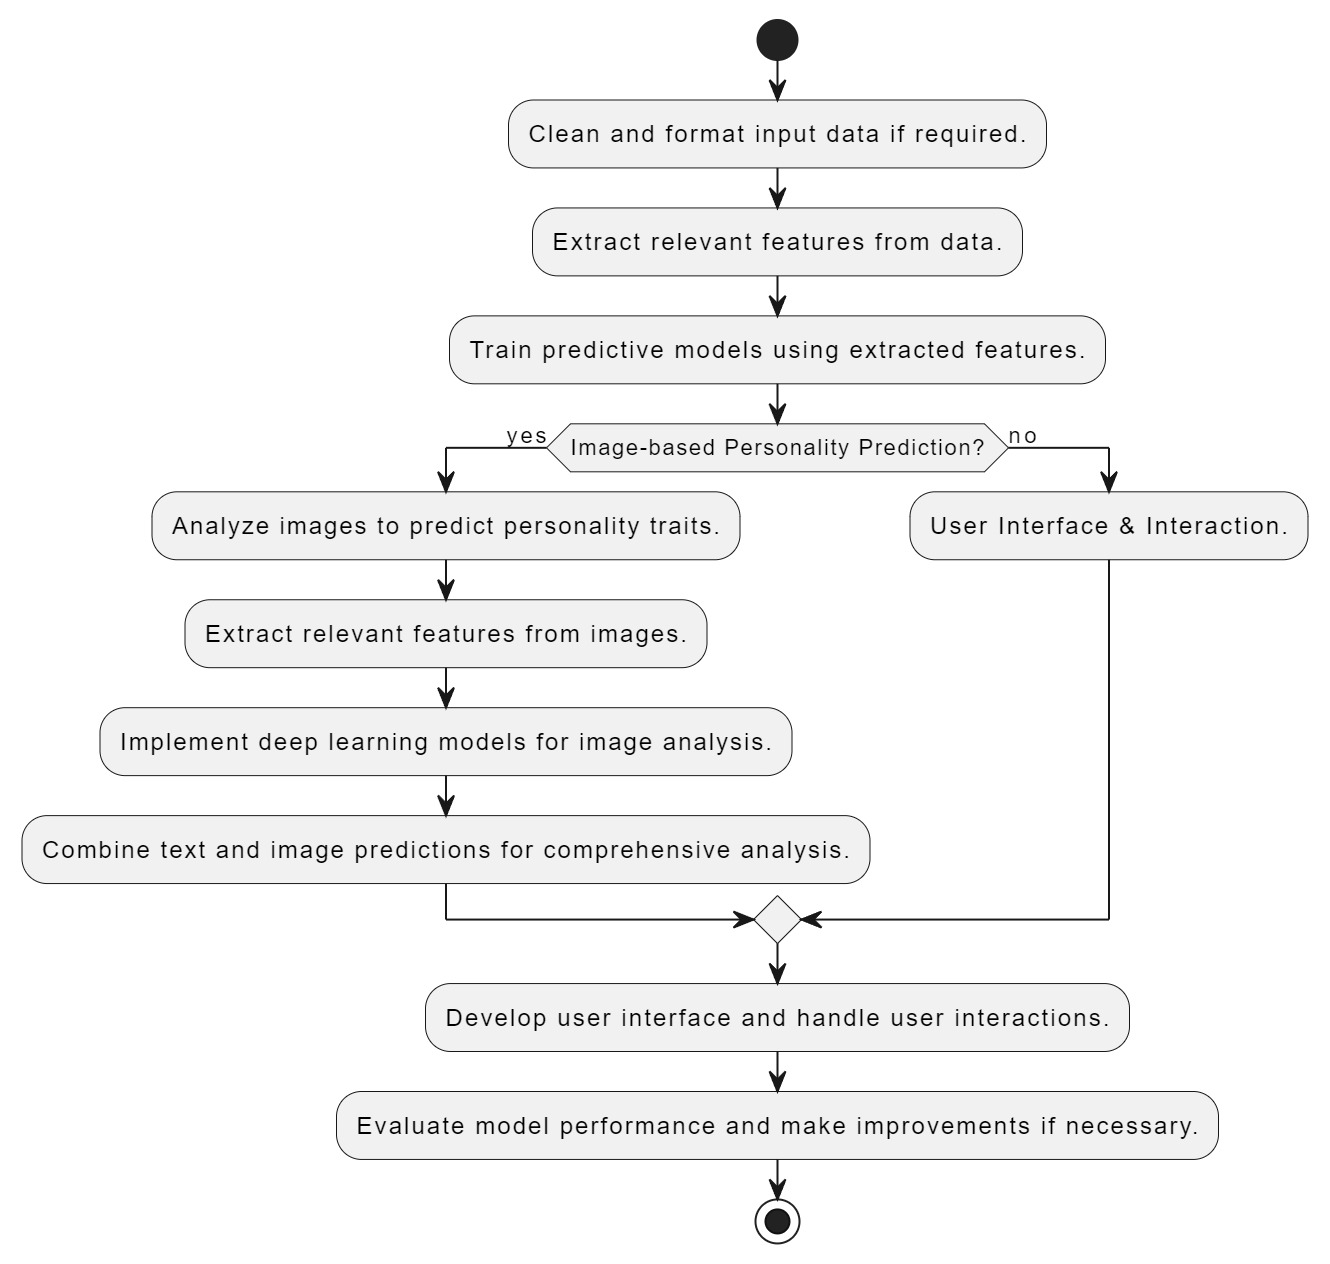 Clean and format input data if required.
Extract relevant features from data.
Train predictive models using extracted features.
yes
Image-based Personality Prediction?
no
Analyze images to predict personality traits.
User Interface & Interaction.
Extract relevant features from images.
Implement deep learning models for image analysis.
Combine text and image predictions for comprehensive analysis.
Develop user interface and handle user interactions.
Evaluate model performance and make improvements if necessary.